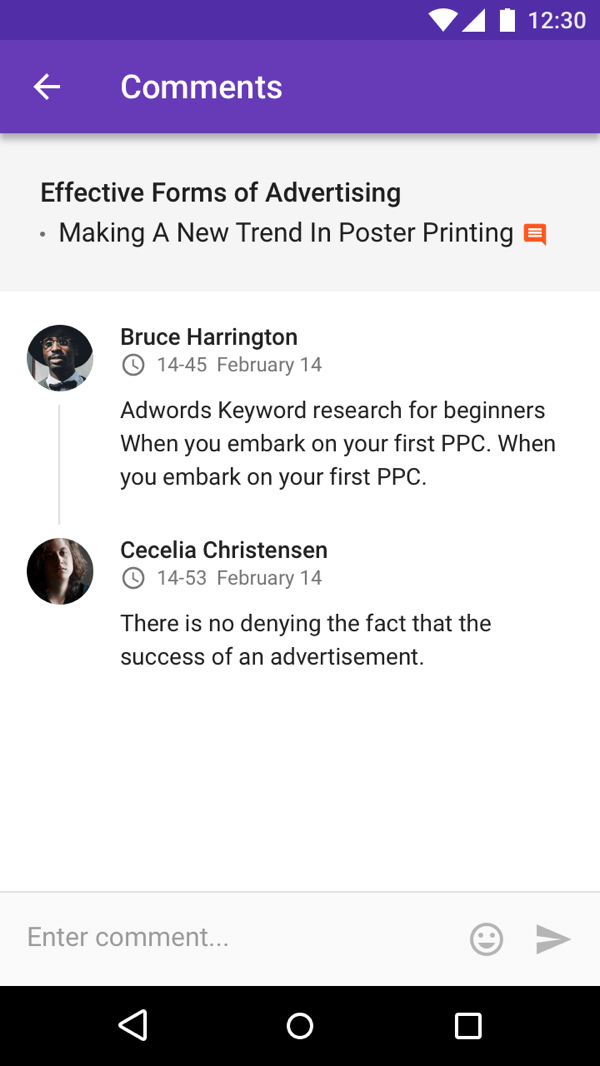 12:30
Comments
Effective Forms of Advertising
• Making A New Trend In Poster Printing
Bruce Harrington
14-45 February 14
Adwords Keyword research for beginners
When you embark on your first PPC. When
you embark on your first PPC.
Cecelia Christensen
14-53 February 14
There is no denying the fact that the
success of an advertisement.
Enter comment...